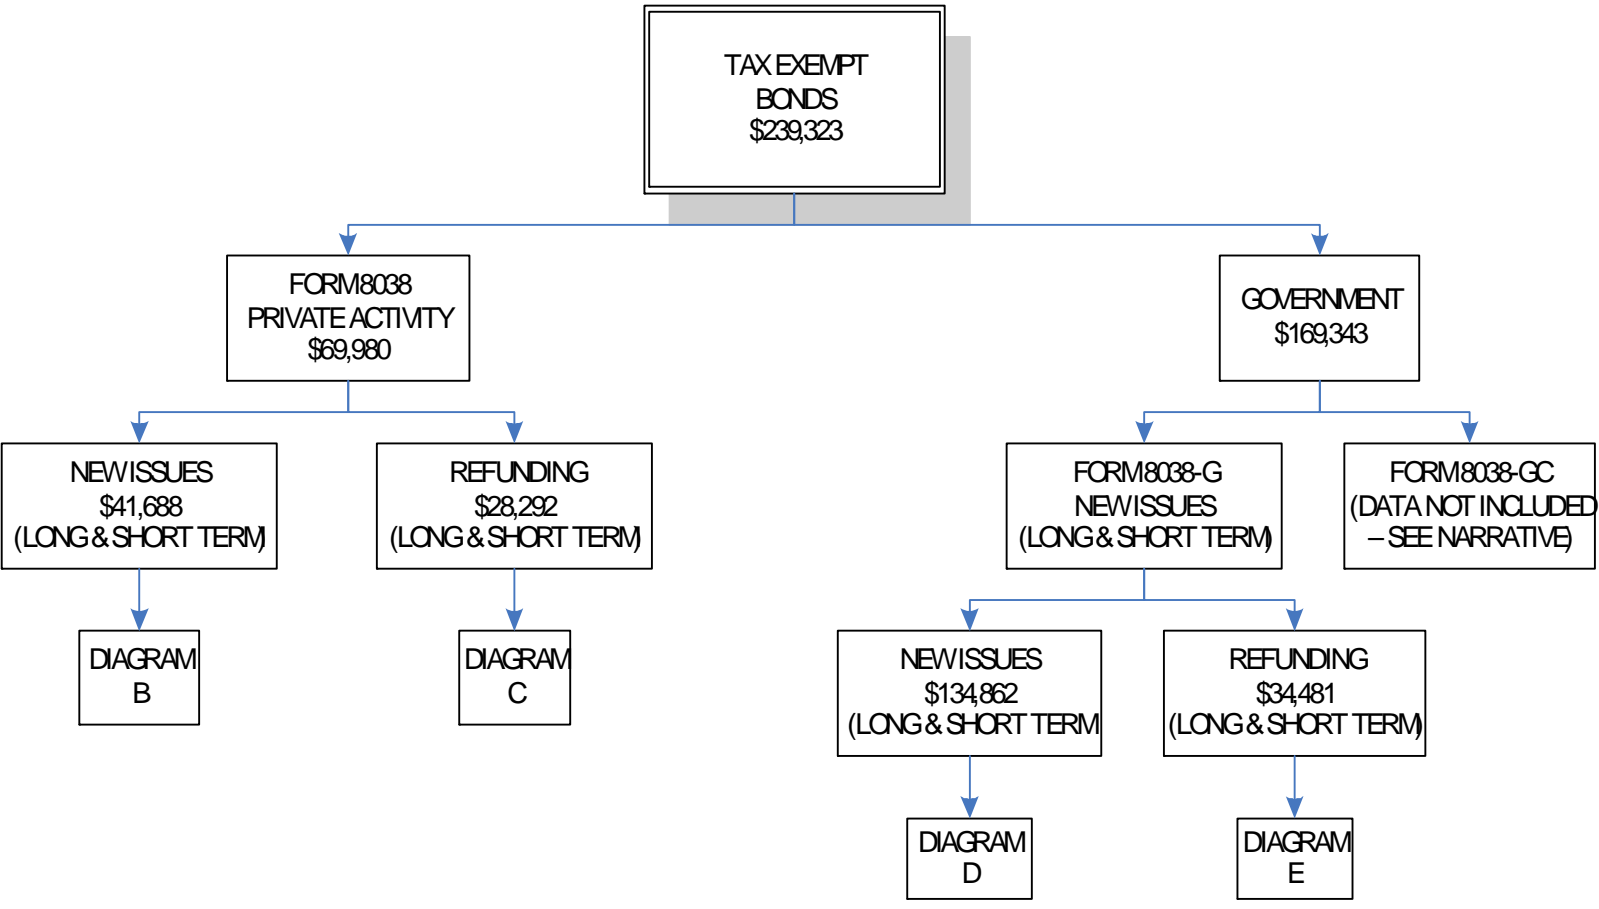 TAX EXEMPT
BONDS
$239,323
FORM 8038
PRIVATE ACTIVITY
$69,980
GOVERNMENT
$169,343
NEW ISSUES
$41,688
(LONG & SHORT TERM)
REFUNDING
$28,292
(LONG & SHORT TERM)
FORM 8038-G
NEW ISSUES
(LONG & SHORT TERM)
FORM 8038-GC
(DATA NOT INCLUDED
– SEE NARRATIVE)
DIAGRAM
B
DIAGRAM
C
NEW ISSUES
$134,862
(LONG & SHORT TERM
REFUNDING
$34,481
(LONG & SHORT TERM)
DIAGRAM
D
DIAGRAM
E